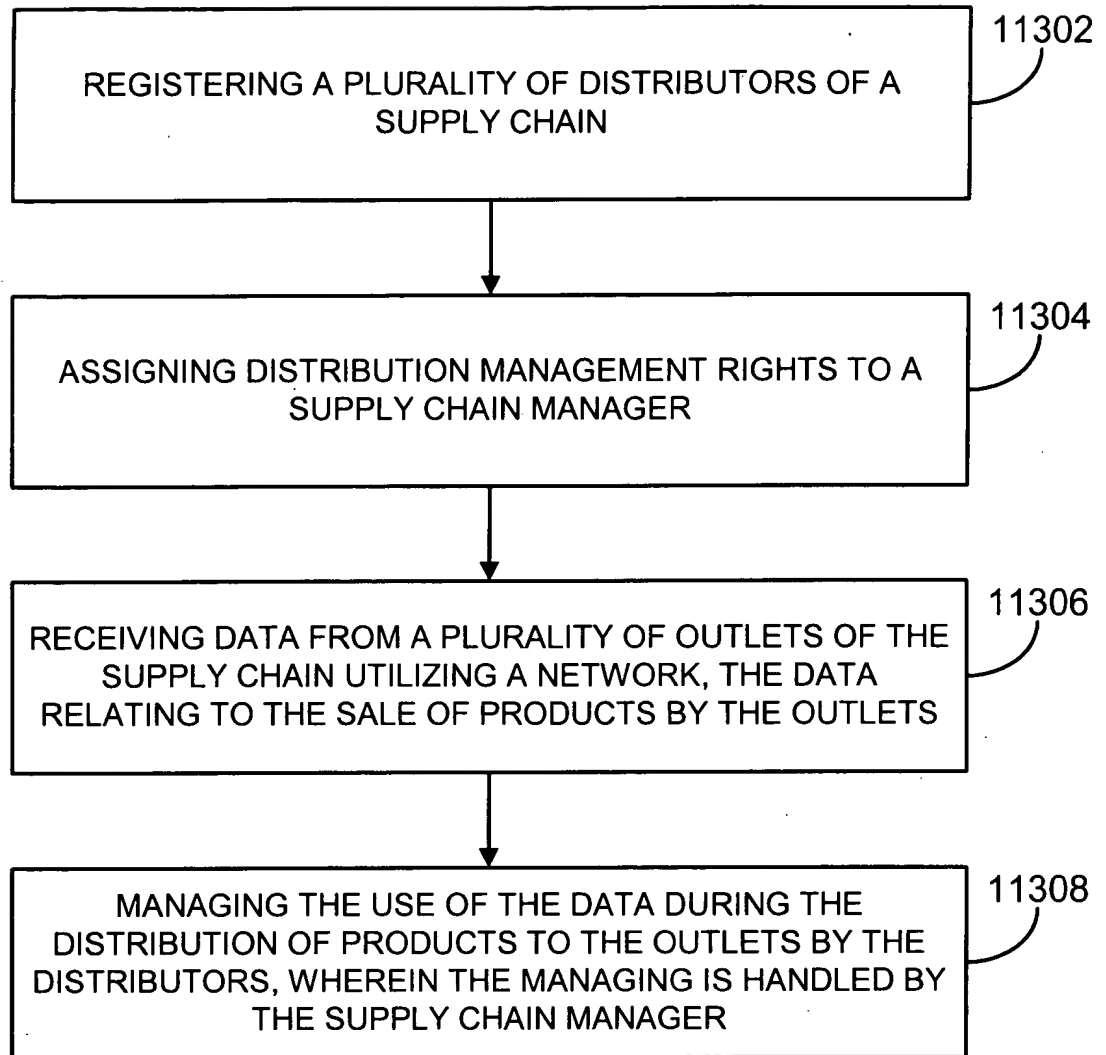 11302
REGISTERING A PLURALITY OF DISTRIBUTORS OF A
SUPPLY CHAIN
11304
ASSIGNING DISTRIBUTION MANAGEMENT RIGHTS TO A
SUPPLY CHAIN MANAGER
11306
RECEIVING DATA FROM A PLURALITY OF OUTLETS OF THE
SUPPLY CHAIN UTILIZING A NETWORK, THE DATA
RELATING TO THE SALE OF PRODUCTS BY THE OUTLETS
11308
MANAGING THE USE OF THE DATA DURING THE
DISTRIBUTION OF PRODUCTS TO THE OUTLETS BY THE
DISTRIBUTORS, WHEREIN THE MANAGING IS HANDLED BY
THE SUPPLY CHAIN MANAGER